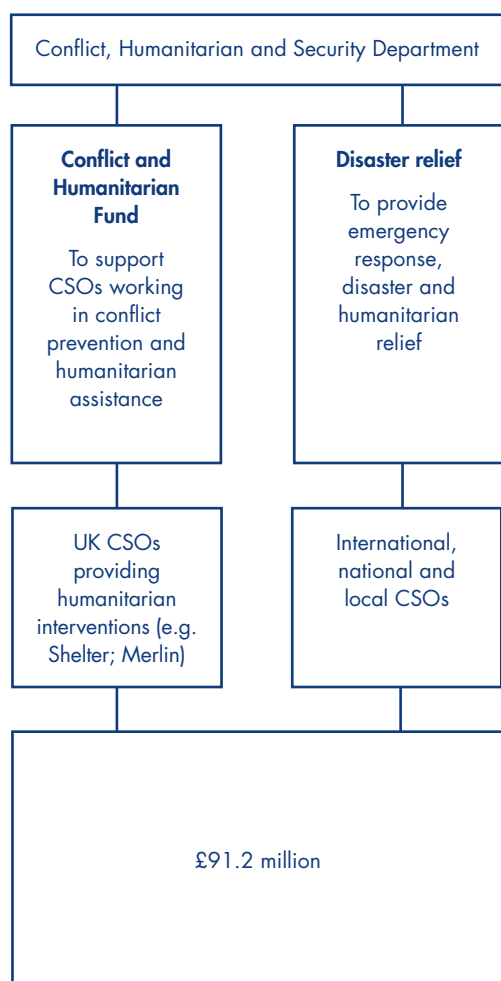 Conflict, Humanitarian and Security Department
Conflict and
Humanitarian
Fund
To support
CSOs working
in conflict
prevention and
humanitarian
assistance
Disaster relief
To provide
emergency
response,
disaster and
humanitarian
relief
UK CSOs
providing
humanitarian
interventions (e.g.
Shelter; Merlin)
International,
national and
local CSOs
£91.2 million